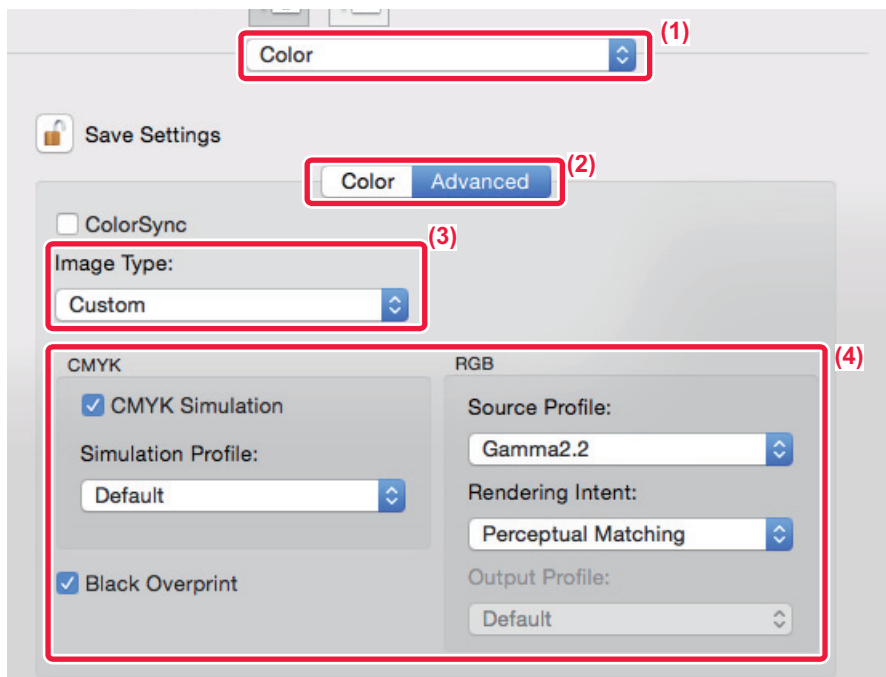 (1)
Color
Save Settings
(2)
Color Advanced
ColorSync
(3)
Image Type:
Custom
(4)
CMYK
CMYK Simulation
Simulation Profile:
Default
Black Overprint
RGB
Source Profile:
Gamma2.2
Rendering Intent:
Perceptual Matching
Output Profile:
Default